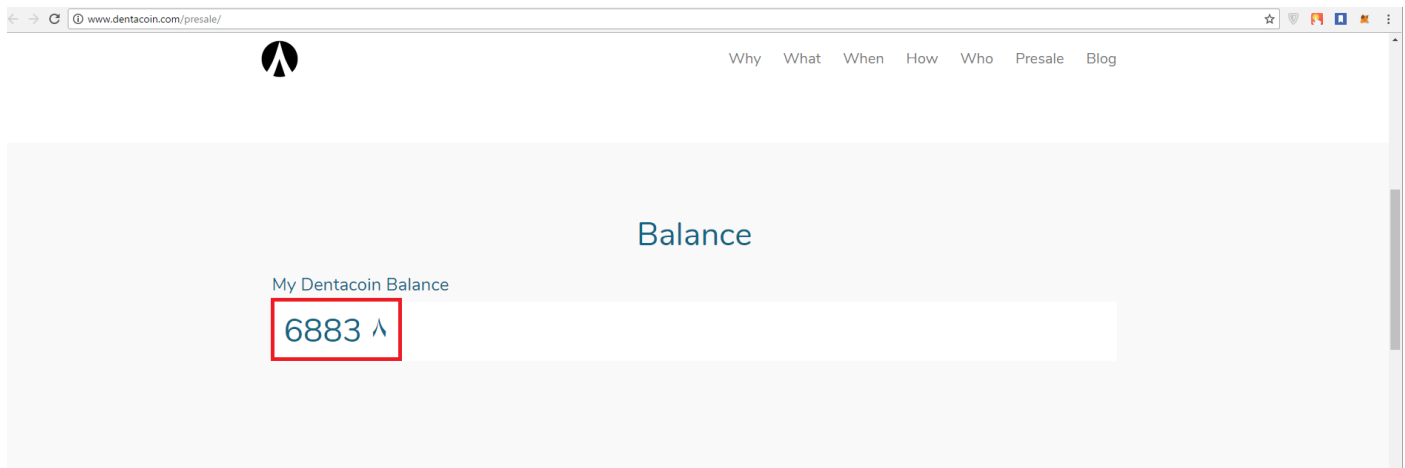 www.dentacoin.com/presale/
Why What When How Who Presale Blog
Balance
My Dentacoin Balance
6883